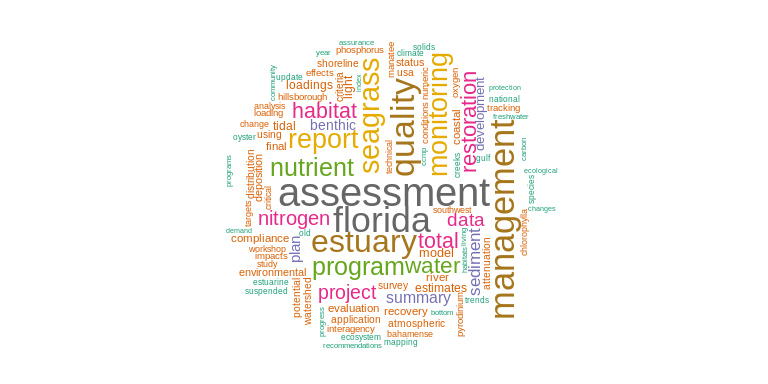 assurance
year
phosphorus
climate
solids
community
update
shoreline
effects
manatee
status
usa
loadings
criteria
light
index
seagrass
quality
monitoring
numeric
conditions
oxygen
restoration
development
protection
national
tracking
freshwater
hillsborough
analysis
loading
habitat
benthic
change
tidal
coastal
oyster
using
report
final
technical
ccmp
creeks
gulf
management
carbon
programs
distribution
deposition
nutrient
critical
assessment
species
ecological
changes
targets
nitrogen
florida
southwest
data
demand
old
compliance
plan
estuary
total
living
habitats
sediment
attenuation
chlorophylla
workshop
impacts
study
model
environmental
program
water
estuarine
suspended
potential
watershed
project
survey
river
estimates
summary
trends
evaluation
recovery
bottom
pyrodinium
progress
application
atmospheric
interagency
bahamense
ecosystem
mapping
recommendations